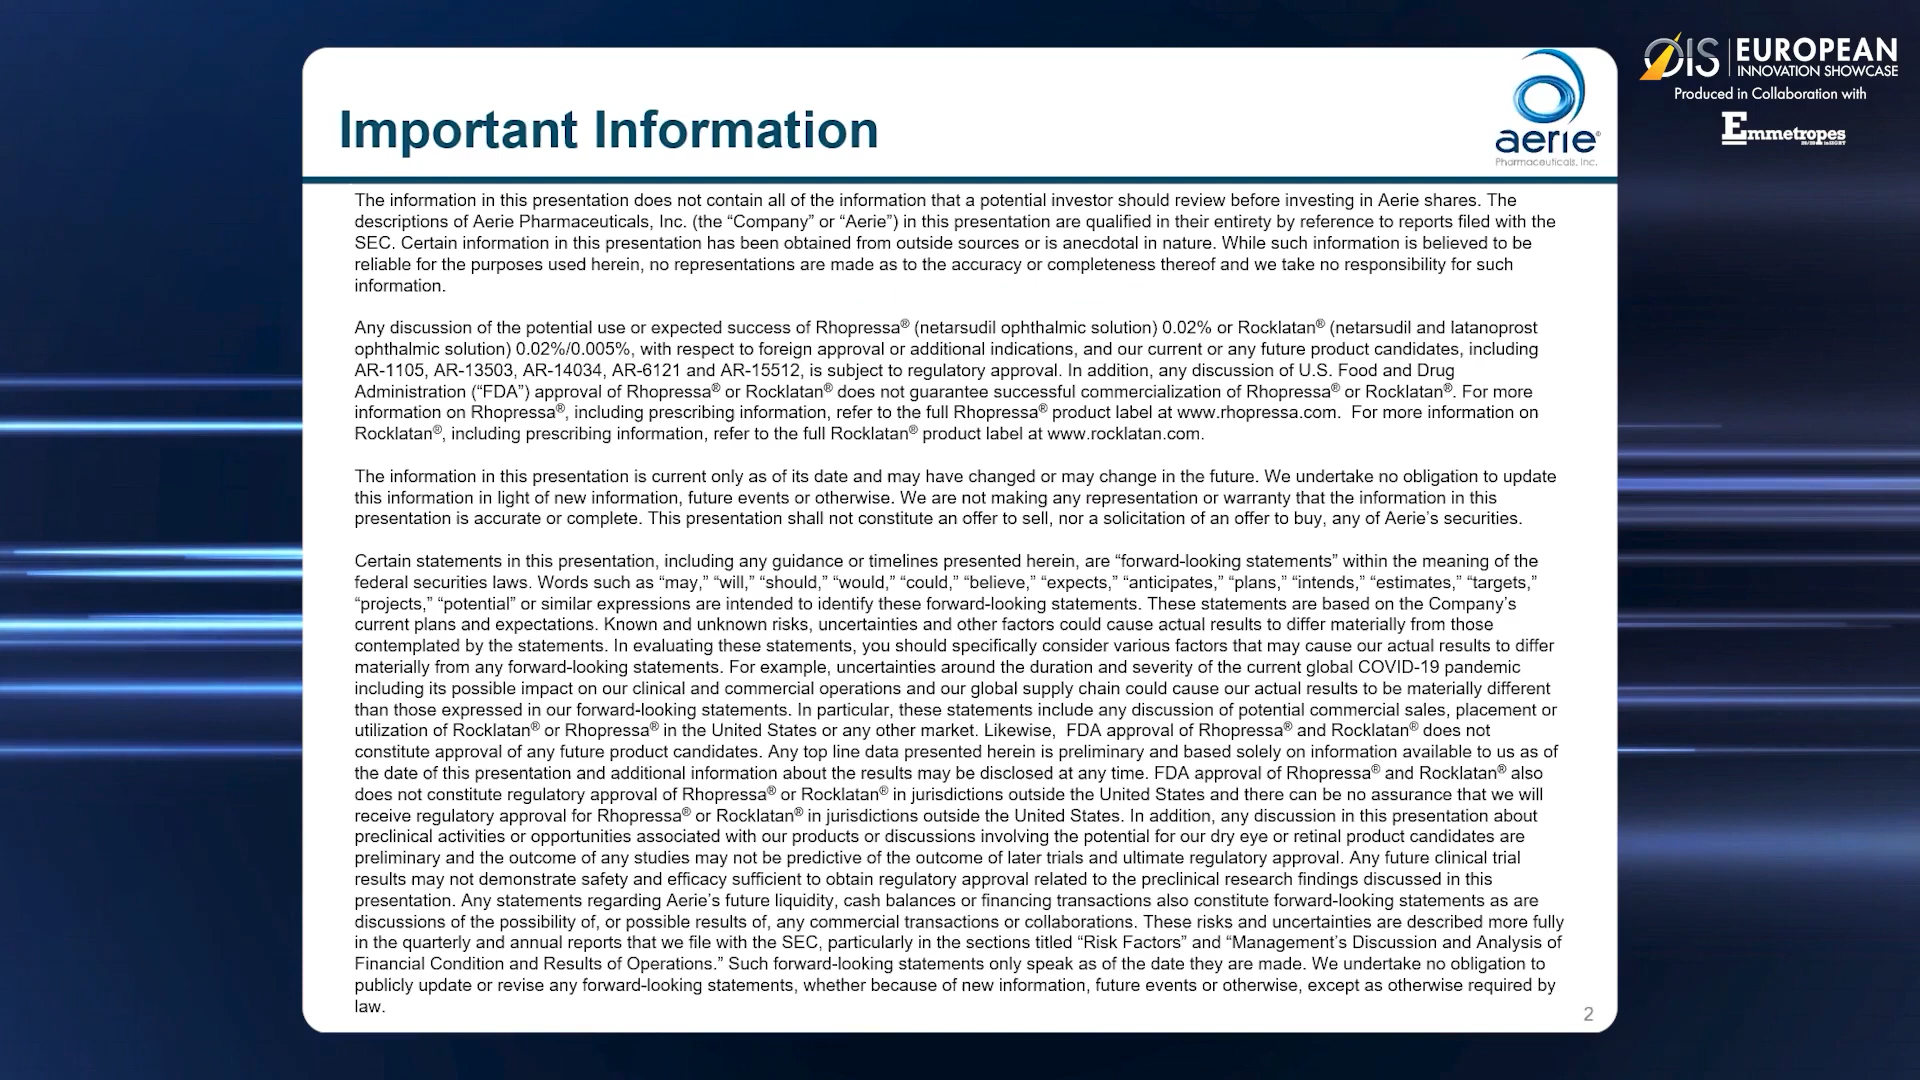 OIS EUROPEAN
INNOVATION SHOWCASE
Produced in Collaboration with
Emmetropes
Important Information
aerie®
Pharmaceuticals, Inc.
The information in this presentation does not contain all of the information that a potential investor should review before investing in Aerie shares. The
descriptions of Aerie Pharmaceuticals, Inc. (the “Company” or “Aerie”) in this presentation are qualified in their entirety by reference to reports filed with the
SEC. Certain information in this presentation has been obtained from outside sources or is anecdotal in nature. While such information is believed to be
reliable for the purposes used herein, no representations are made as to the accuracy or completeness thereof and we take no responsibility for such
information.
Any discussion of the potential use or expected success of Rhopressa® (netarsudil ophthalmic solution) 0.02% or Rocklatan® (netarsudil and latanoprost
ophthalmic solution) 0.02%/0.005%, with respect to foreign approval or additional indications, and our current or any future product candidates, including
AR-1105, AR-13503, AR-14034, AR-6121 and AR-15512, is subject to regulatory approval. In addition, any discussion of U.S. Food and Drug
Administration (“FDA”) approval of Rhopressa® or Rocklatan® does not guarantee successful commercialization of Rhopressa® or Rocklatan®. For more
information on Rhopressa®, including prescribing information, refer to the full Rhopressa® product label at www.rhopressa.com. For more information on
Rocklatan®, including prescribing information, refer to the full Rocklatan® product label at www.rocklatan.com.
The information in this presentation is current only as of its date and may have changed or may change in the future. We undertake no obligation to update
this information in light of new information, future events or otherwise. We are not making any representation or warranty that the information in this
presentation is accurate or complete. This presentation shall not constitute an offer to sell, nor a solicitation of an offer to buy, any of Aerie’s securities.
Certain statements in this presentation, including any guidance or timelines presented herein, are “forward-looking statements” within the meaning of the
federal securities laws. Words such as “may,” “will,” “should,” “would,” “could,” “believe,” “expects,” “anticipates,” “plans,” “intends,” “estimates,” “targets,”
“projects,” “potential” or similar expressions are intended to identify these forward-looking statements. These statements are based on the Company’s
current plans and expectations. Known and unknown risks, uncertainties and other factors could cause actual results to differ materially from those
contemplated by the statements. In evaluating these statements, you should specifically consider various factors that may cause our actual results to differ
materially from any forward-looking statements. For example, uncertainties around the duration and severity of the current global COVID-19 pandemic
including its possible impact on our clinical and commercial operations and our global supply chain could cause our actual results to be materially different
than those expressed in our forward-looking statements. In particular, these statements include any discussion of potential commercial sales, placement or
utilization of Rocklatan® or Rhopressa® in the United States or any other market. Likewise, FDA approval of Rhopressa® and Rocklatan® does not
constitute approval of any future product candidates. Any top line data presented herein is preliminary and based solely on information available to us as of
the date of this presentation and additional information about the results may be disclosed at any time. FDA approval of Rhopressa® and Rocklatan® also
does not constitute regulatory approval of Rhopressa® or Rocklatan® in jurisdictions outside the United States and there can be no assurance that we will
receive regulatory approval for Rhopressa® or Rocklatan® in jurisdictions outside the United States. In addition, any discussion in this presentation about
preclinical activities or opportunities associated with our products or discussions involving the potential for our dry eye or retinal product candidates are
preliminary and the outcome of any studies may not be predictive of the outcome of later trials and ultimate regulatory approval. Any future clinical trial
results may not demonstrate safety and efficacy sufficient to obtain regulatory approval related to the preclinical research findings discussed in this
presentation. Any statements regarding Aerie’s future liquidity, cash balances or financing transactions also constitute forward-looking statements as are
discussions of the possibility of, or possible results of, any commercial transactions or collaborations. These risks and uncertainties are described more fully
in the quarterly and annual reports that we file with the SEC, particularly in the sections titled “Risk Factors” and “Management’s Discussion and Analysis of
Financial Condition and Results of Operations.” Such forward-looking statements only speak as of the date they are made. We undertake no obligation to
publicly update or revise any forward-looking statements, whether because of new information, future events or otherwise, except as otherwise required by
law.
2